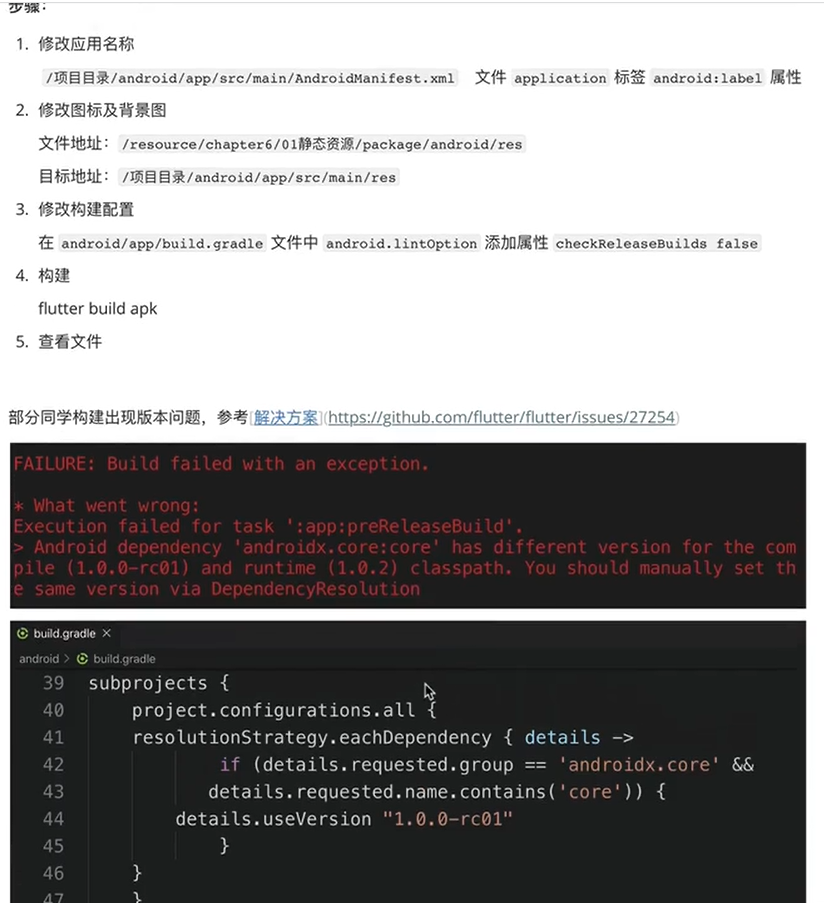 步骤：
1. 修改应用名称
/项目目录/android/app/src/main/AndroidManifest.xml 文件 application 标签 android:label 属性
2. 修改图标及背景图
文件地址： /resource/chapter6/01静态资源/package/android/res
目标地址： /项目目录/android/app/src/main/res
3. 修改构建配置
在 android/app/build.gradle 文件中 android.lintOption 添加属性 checkReleaseBuilds false
4. 构建
flutter build apk
5. 查看文件
部分同学构建出现版本问题，参考[解决方案](https://github.com/flutter/flutter/issues/27254)
FAILURE: Build failed with an exception.
* What went wrong:
Execution failed for task ':app:preReleaseBuild'.
> Android dependency 'androidx.core:core' has different version for the com
pile (1.0.0-rc01) and runtime (1.0.2) classpath. You should manually set th
e same version via DependencyResolution
build.gradle ×
android > build.gradle
39 subprojects {
40 project.configurations.all {
41 resolutionStrategy.eachDependency { details ->
42 if (details.requested.group == 'androidx.core' &&
43 details.requested.name.contains('core')) {
44 details.useVersion "1.0.0-rc01"
45 }
46 }
47 }